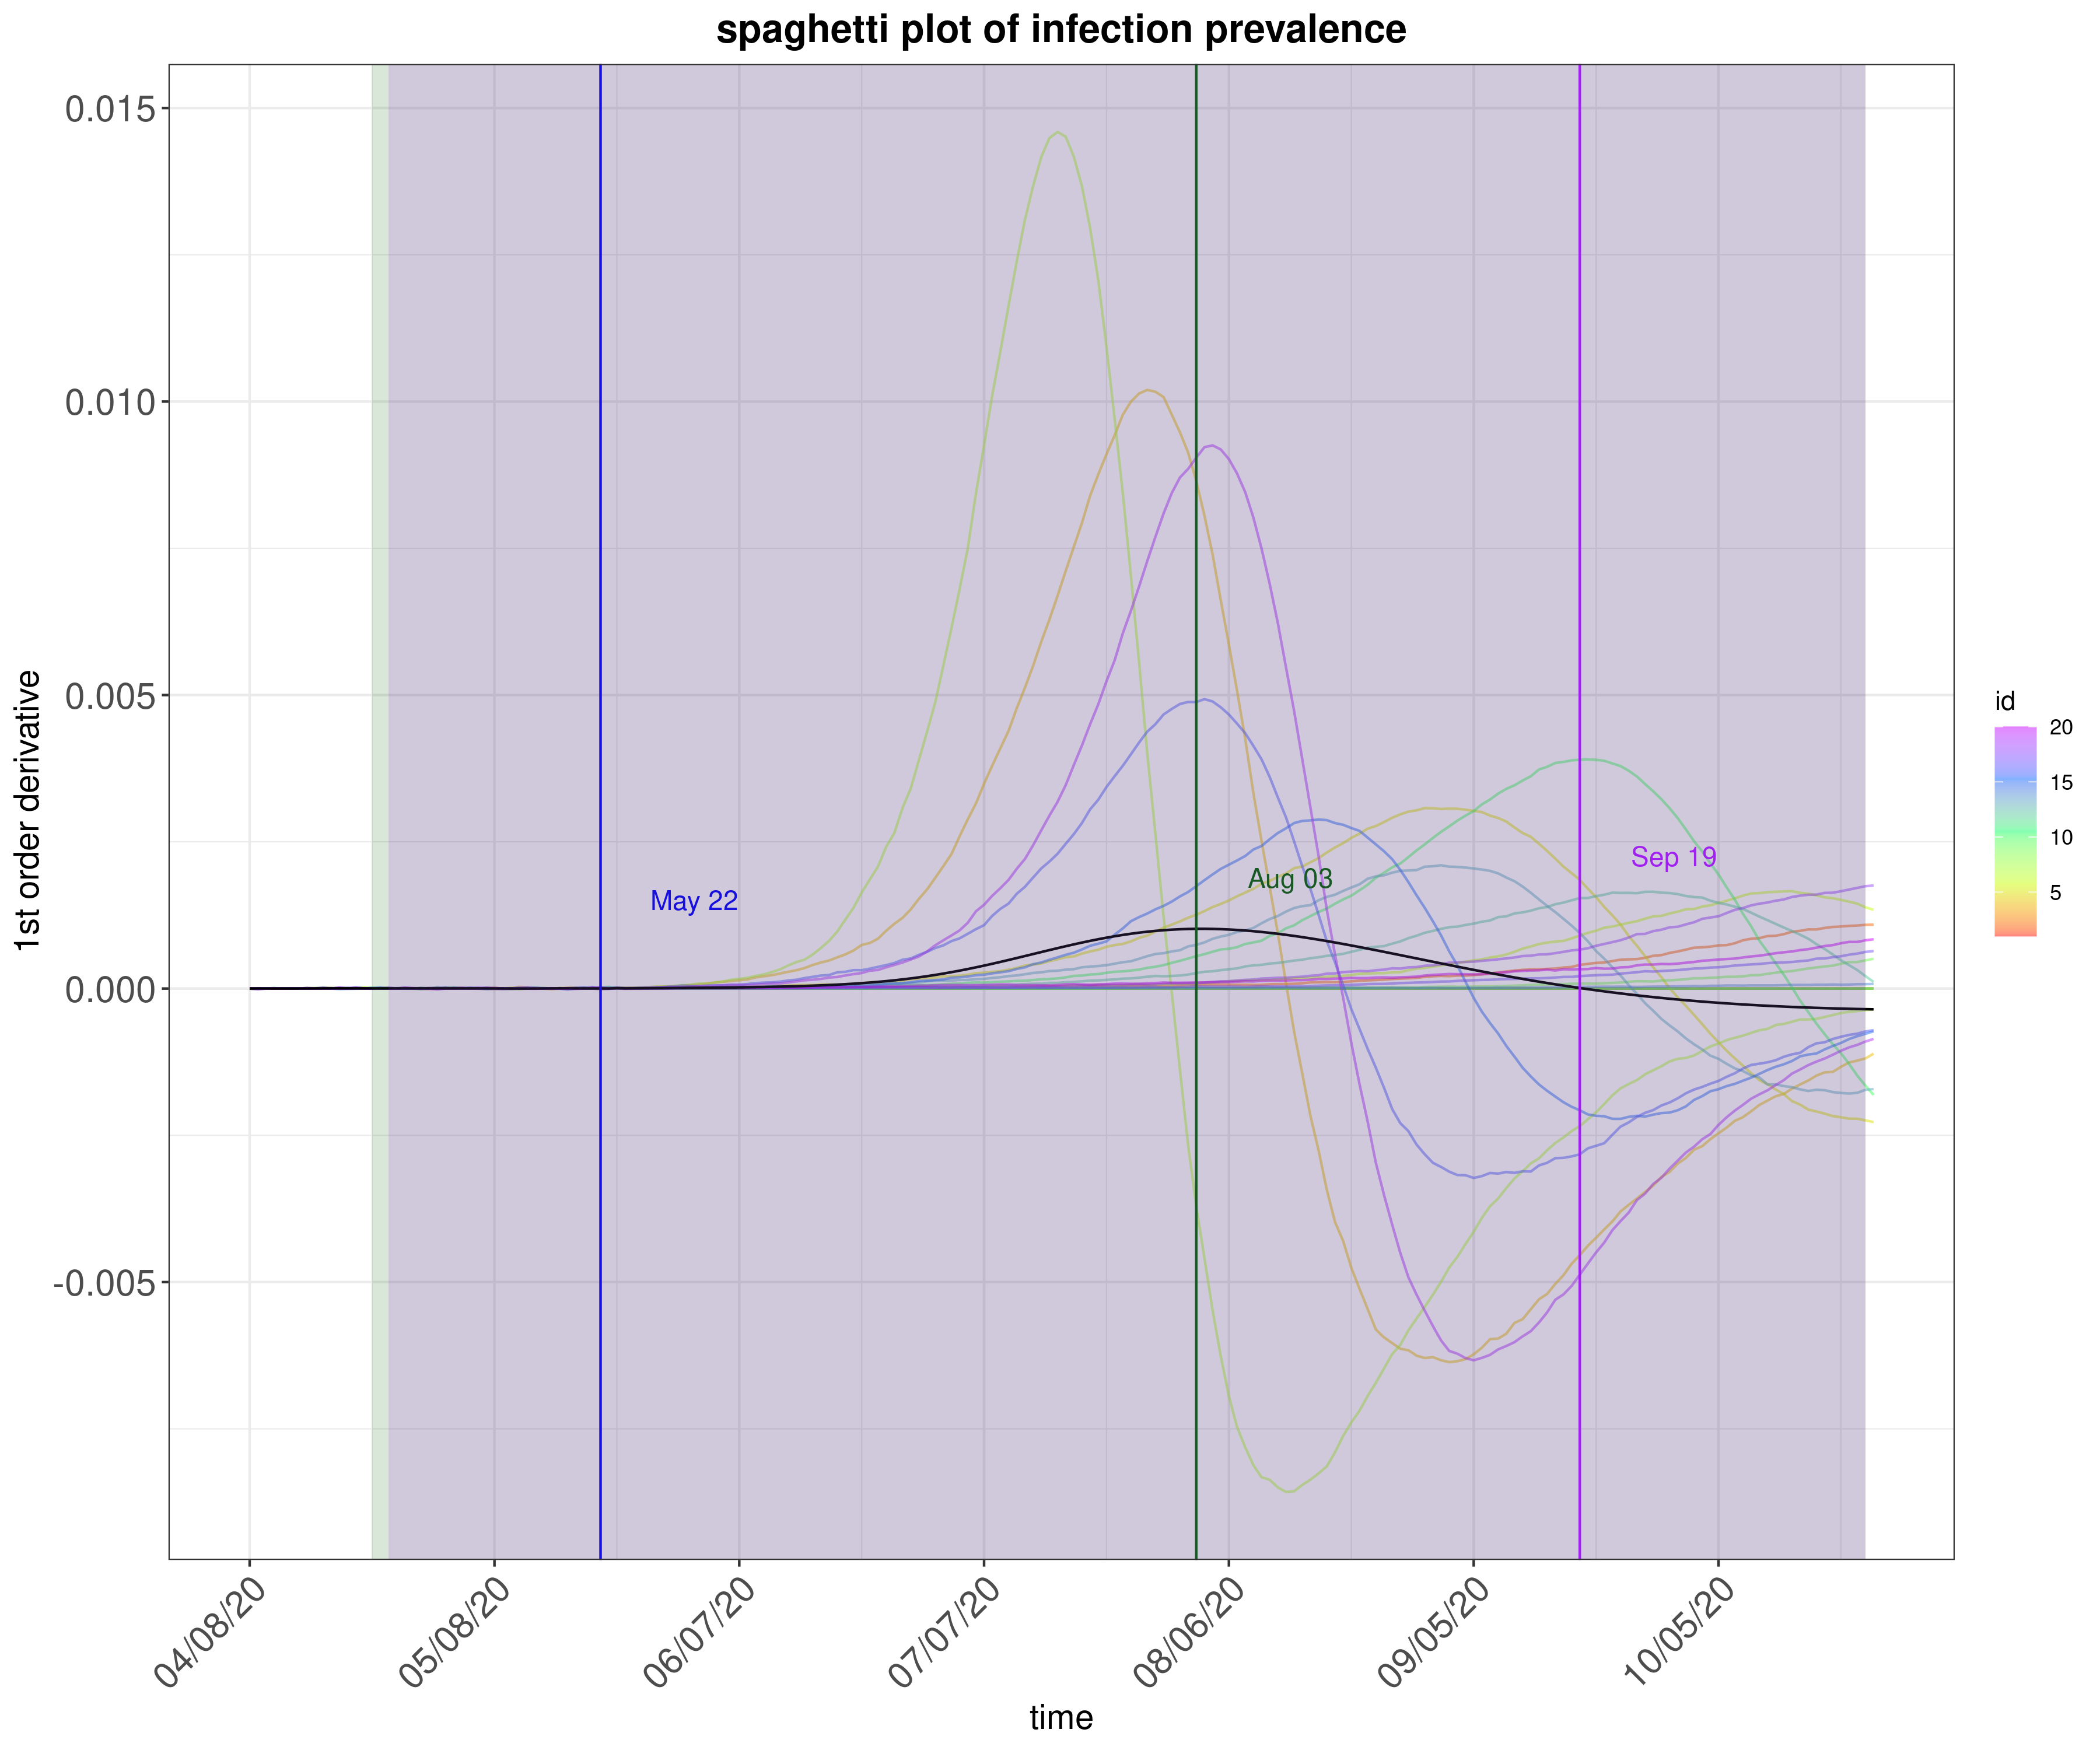 spaghetti plot of infection prevalence
0.015
0.010
0.005
0.000
-0.005
1st order derivative
May 22
Aug 03
Sep 19
04/08/20
05/08/20
06/07/20
07/07/20
08/06/20
09/05/20
10/05/20
time
id
20
15
10
5